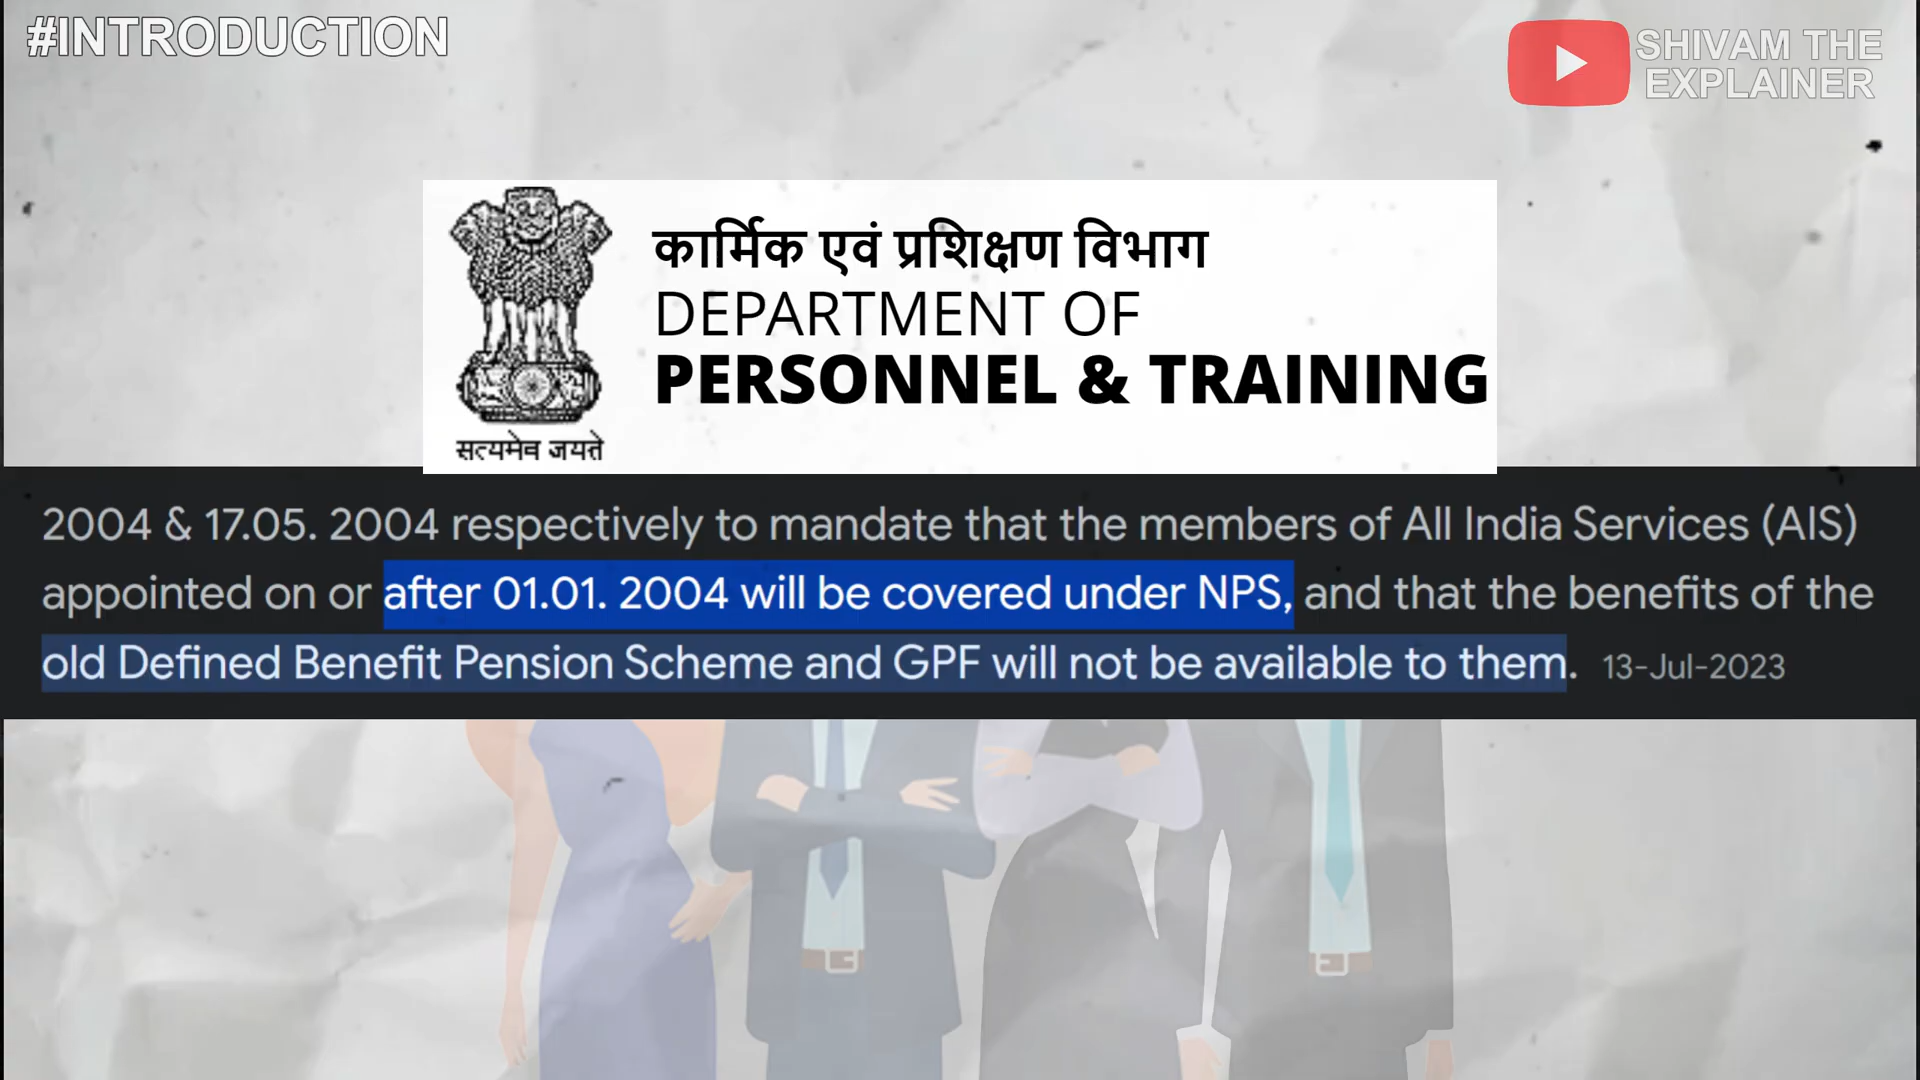 #INTRODUCTION
SHIVAM THE
EXPLAINER
कार्मिक एवं प्रशिक्षण विभाग
DEPARTMENT OF
PERSONNEL & TRAINING
सत्यमेव जयते
2004 & 17.05. 2004 respectively to mandate that the members of All India Services (AIS)
appointed on or after 01.01. 2004 will be covered under NPS, and that the benefits of the
old Defined Benefit Pension Scheme and GPF will not be available to them. 13-Jul-2023